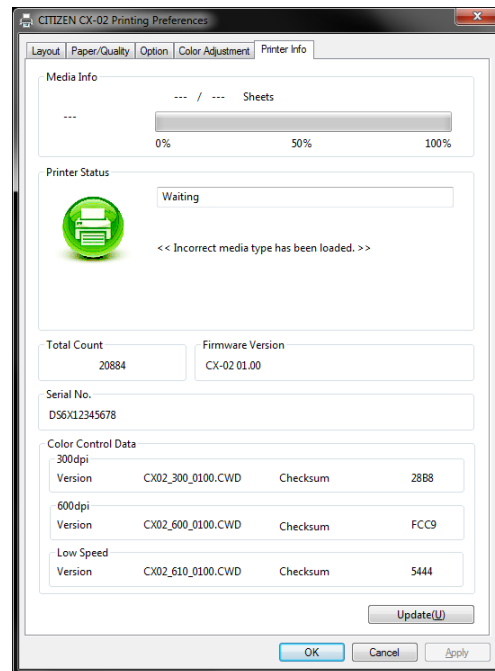 CITIZEN CX-02 Printing Preferences
Layout Paper/Quality Option Color Adjustment Printer Info
Media Info
--- / --- Sheets
---
0% 50% 100%
Printer Status
Waiting
<< Incorrect media type has been loaded. >>
Total Count Firmware Version
20884 CX-02 01.00
Serial No.
DS6X12345678
Color Control Data
300dpi
Version CX02_300_0100.CWD Checksum 28B8
600dpi
Version CX02_600_0100.CWD Checksum FCC9
Low Speed
Version CX02_610_0100.CWD Checksum 5444
Update(U)
OK Cancel Apply